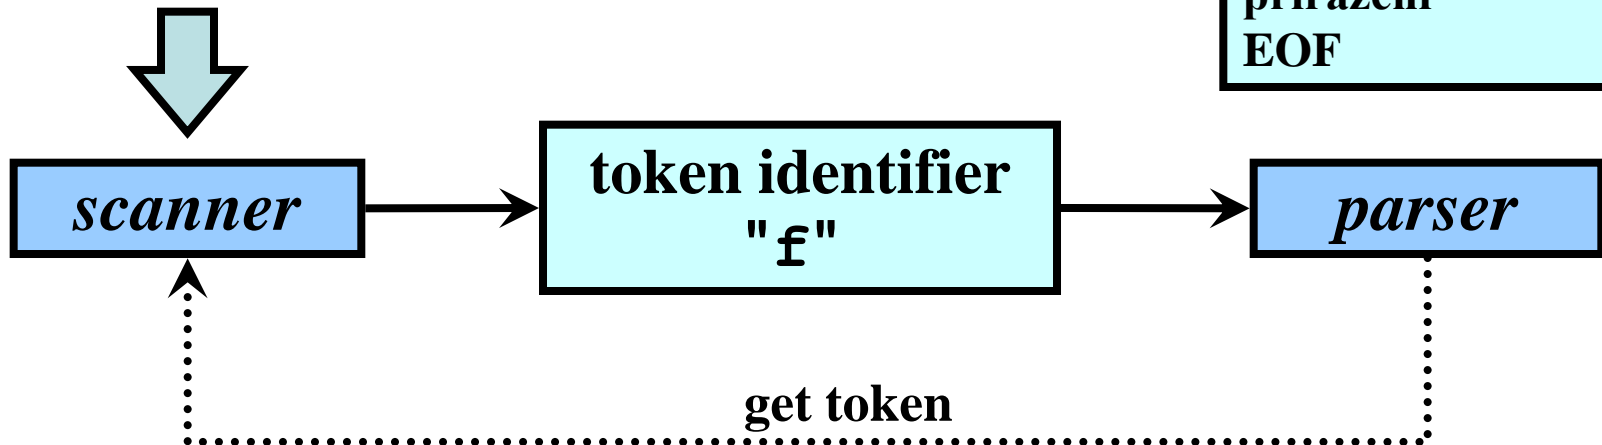 EOF
token identifier
"f"
scanner
parser
get token